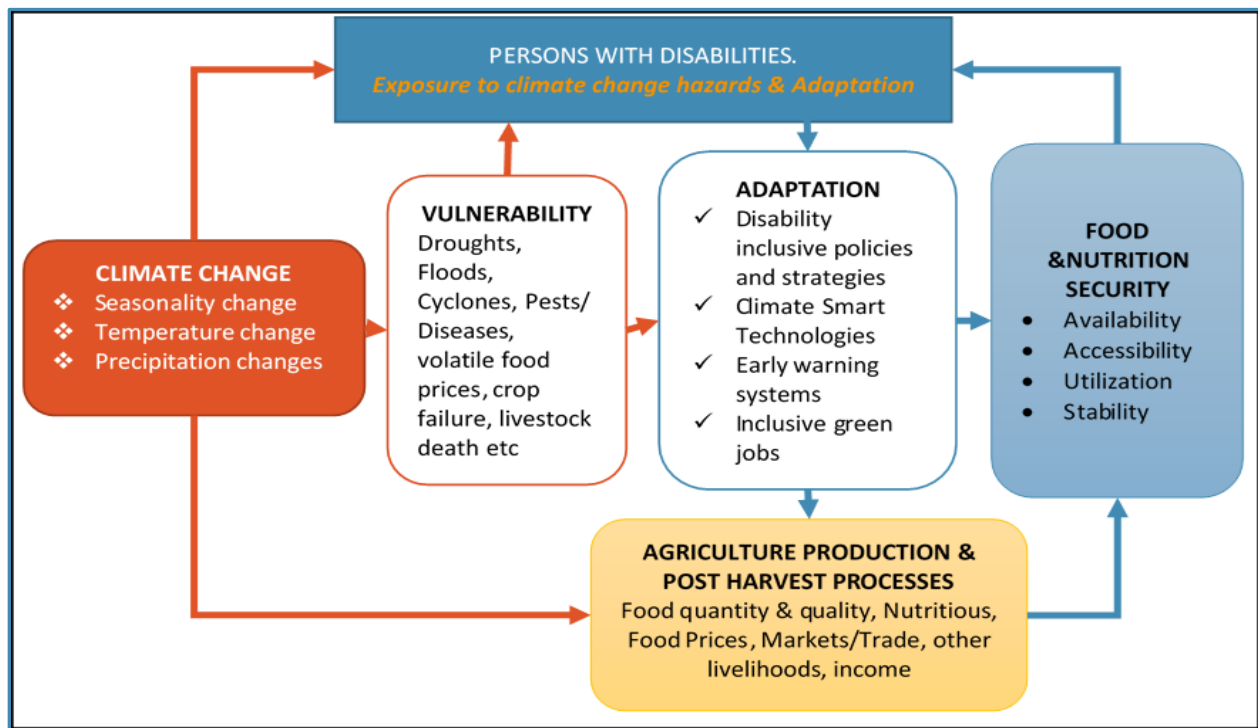 PERSONS WITH DISABILITIES.
Exposure to climate change hazards & Adaptation
CLIMATE CHANGE
❖ Seasonality change
❖ Temperature change
❖ Precipitation changes
VULNERABILITY
Droughts,
Floods,
Cyclones, Pests/
Diseases,
volatile food
prices, crop
failure, livestock
death etc
ADAPTATION
✓ Disability
inclusive policies
and strategies
✓ Climate Smart
Technologies
✓ Early warning
systems
✓ Inclusive green
jobs
FOOD
&NUTRITION
SECURITY
• Availability
• Accessibility
• Utilization
• Stability
AGRICULTURE PRODUCTION &
POST HARVEST PROCESSES
Food quantity & quality, Nutritious,
Food Prices, Markets/Trade, other
livelihoods, income